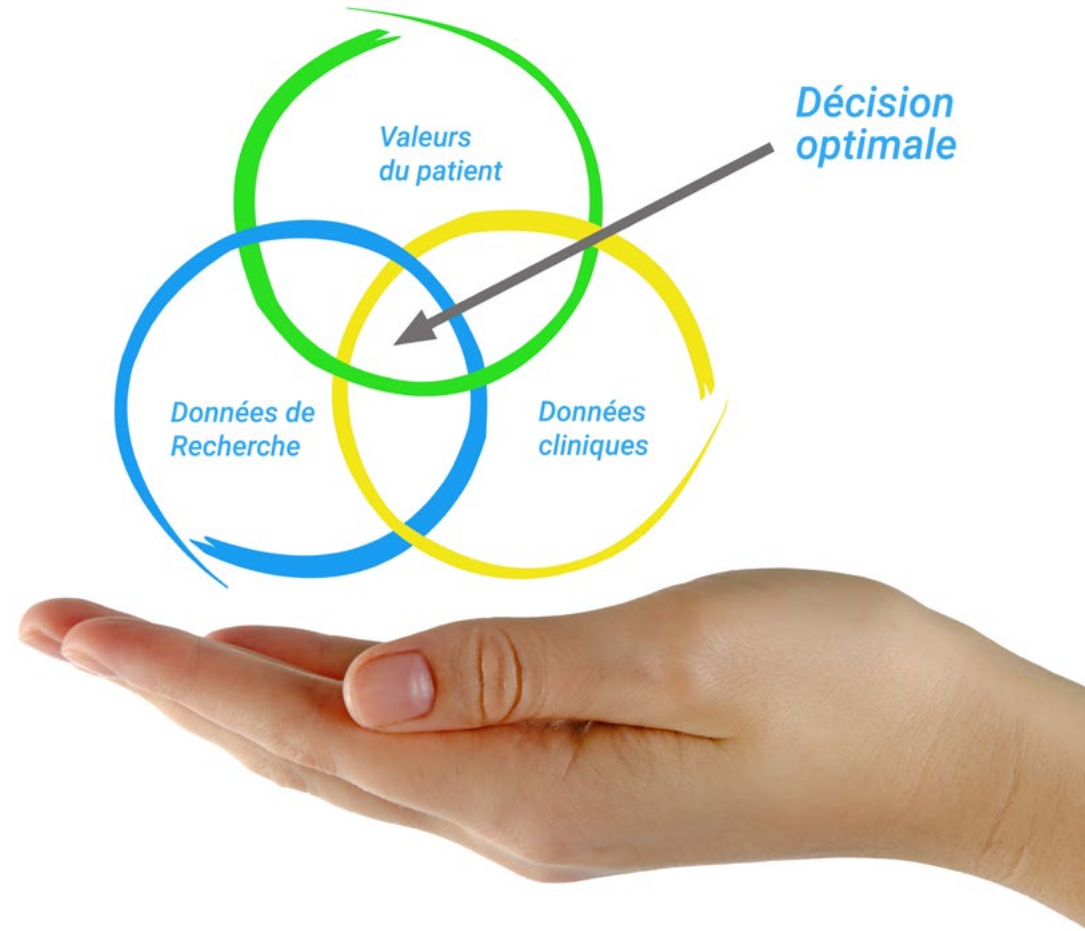 Décision
optimale
Valeurs
du patient
Données de
Recherche
Données
cliniques